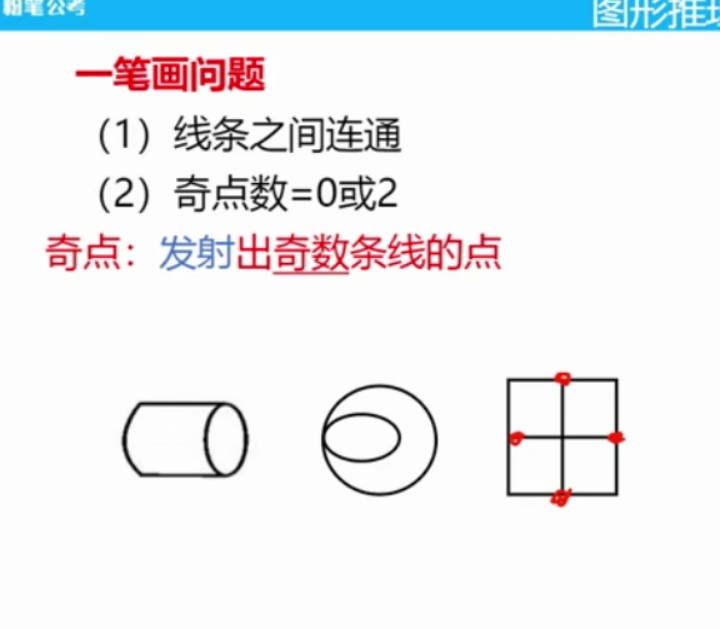 粉笔公考
图形推理
一笔画问题
（1）线条之间连通
（2）奇点数=0或2
奇点：发射出奇数条线的点